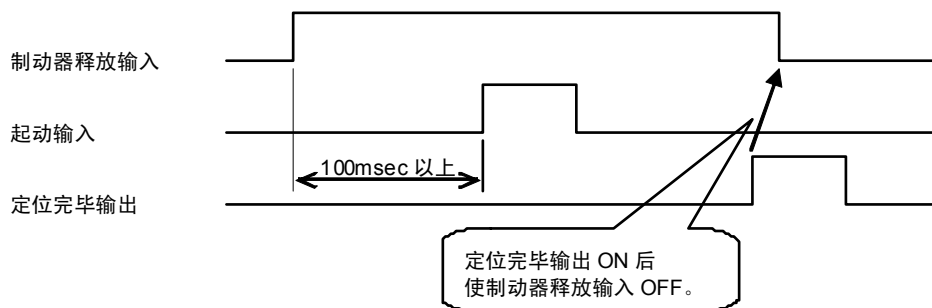 制动器释放输入
起动输入
100msec 以上
定位完毕输出
定位完毕输出 ON 后
使制动器释放输入 OFF。